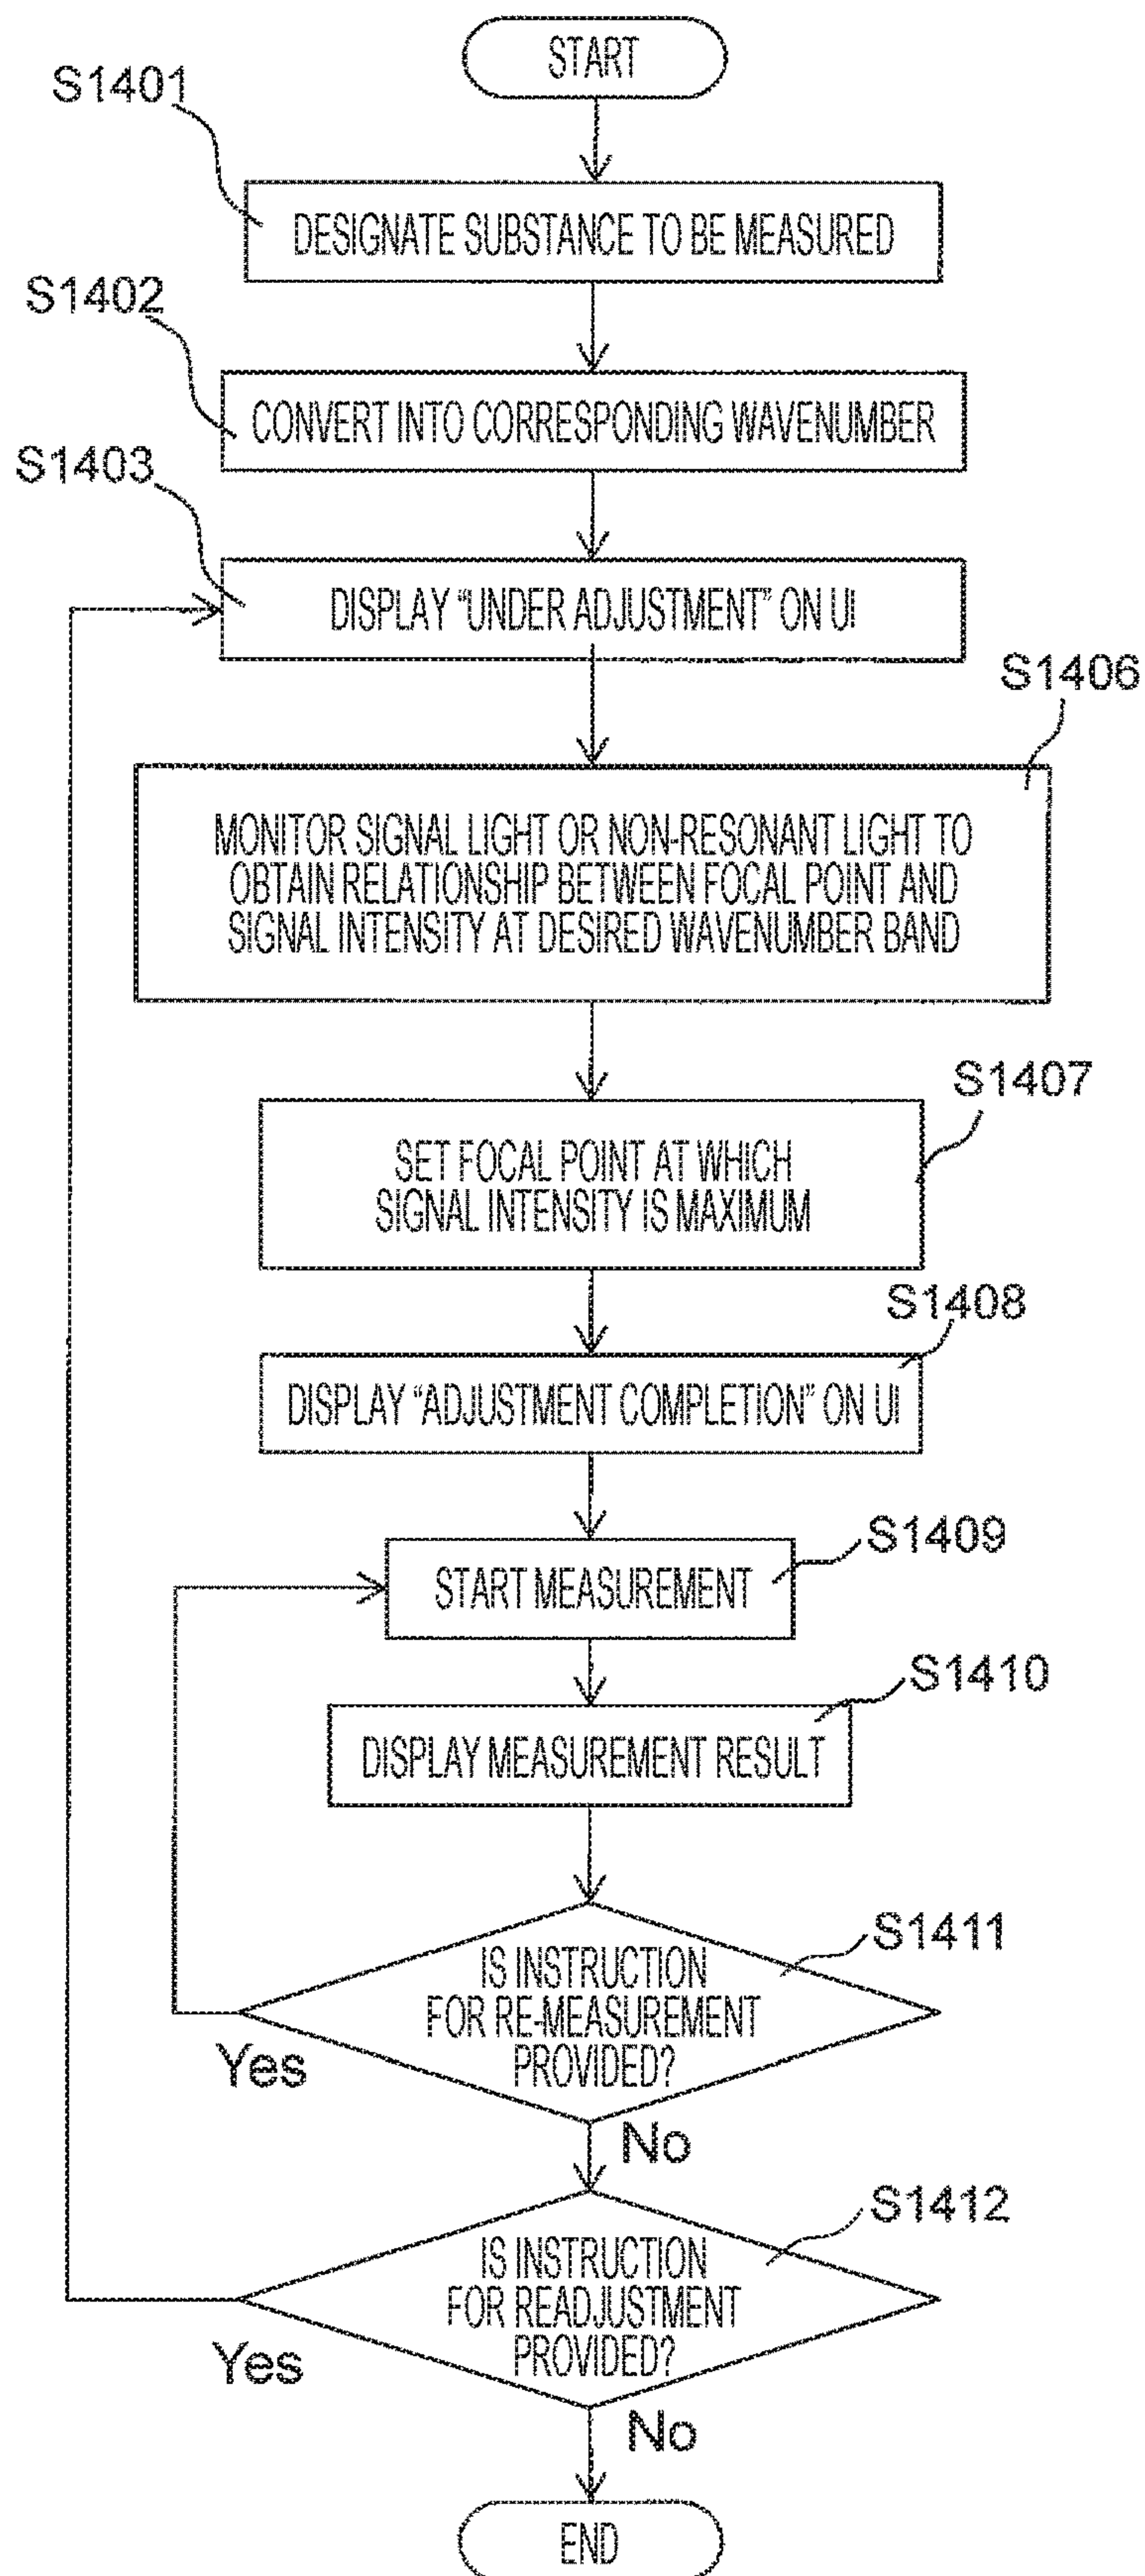 START
S1401
DESIGNATE SUBSTANCE TO BE MEASURED
S1402
CONVERT INTO CORRESPONDING WAVENUMBER
S1403
DISPLAY “UNDER ADJUSTMENT” ON UI
S1406
MONITOR SIGNAL LIGHT OR NON-RESONANT LIGHT TO
OBTAIN RELATIONSHIP BETWEEN FOCAL POINT AND
SIGNAL INTENSITY AT DESIRED WAVENUMBER BAND
S1407
SET FOCAL POINT AT WHICH
SIGNAL INTENSITY IS MAXIMUM
S1408
DISPLAY “ADJUSTMENT COMPLETION” ON UI
S1409
START MEASUREMENT
S1410
DISPLAY MEASUREMENT RESULT
S1411
IS INSTRUCTION
FOR RE-MEASUREMENT
PROVIDED?
Yes
No
S1412
IS INSTRUCTION
FOR READJUSTMENT
PROVIDED?
Yes
No
END